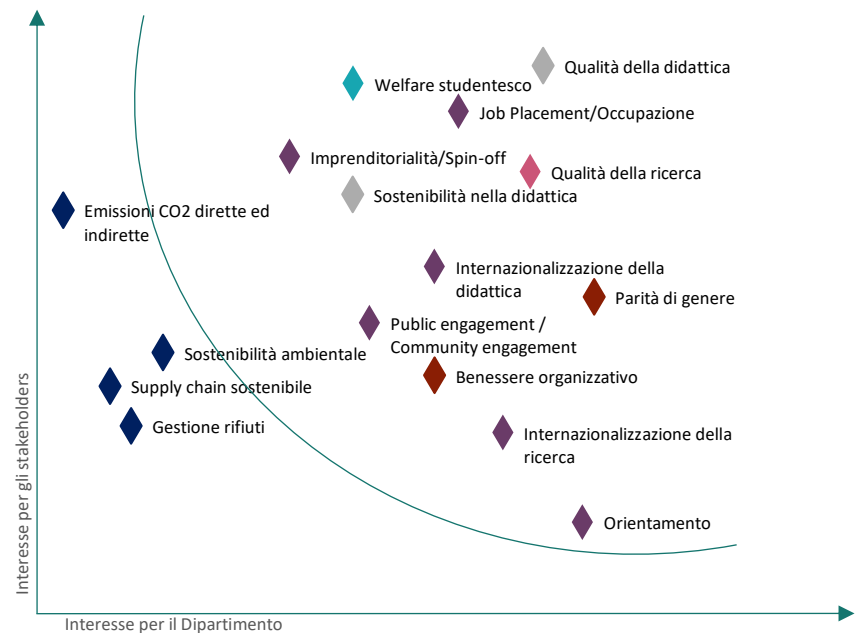 Qualità della didattica
Welfare studentesco
Job Placement/Occupazione
Imprenditorialità/Spin-off
Qualità della ricerca
Sostenibilità nella didattica
Emissioni CO2 dirette ed
indirette
Internazionalizzazione della
didattica
Parità di genere
Public engagement /
Community engagement
Sostenibilità ambientale
Benessere organizzativo
Supply chain sostenibile
Gestione rifiuti
Internazionalizzazione della
ricerca
Orientamento
Interesse per gli stakeholders
Interesse per il Dipartimento